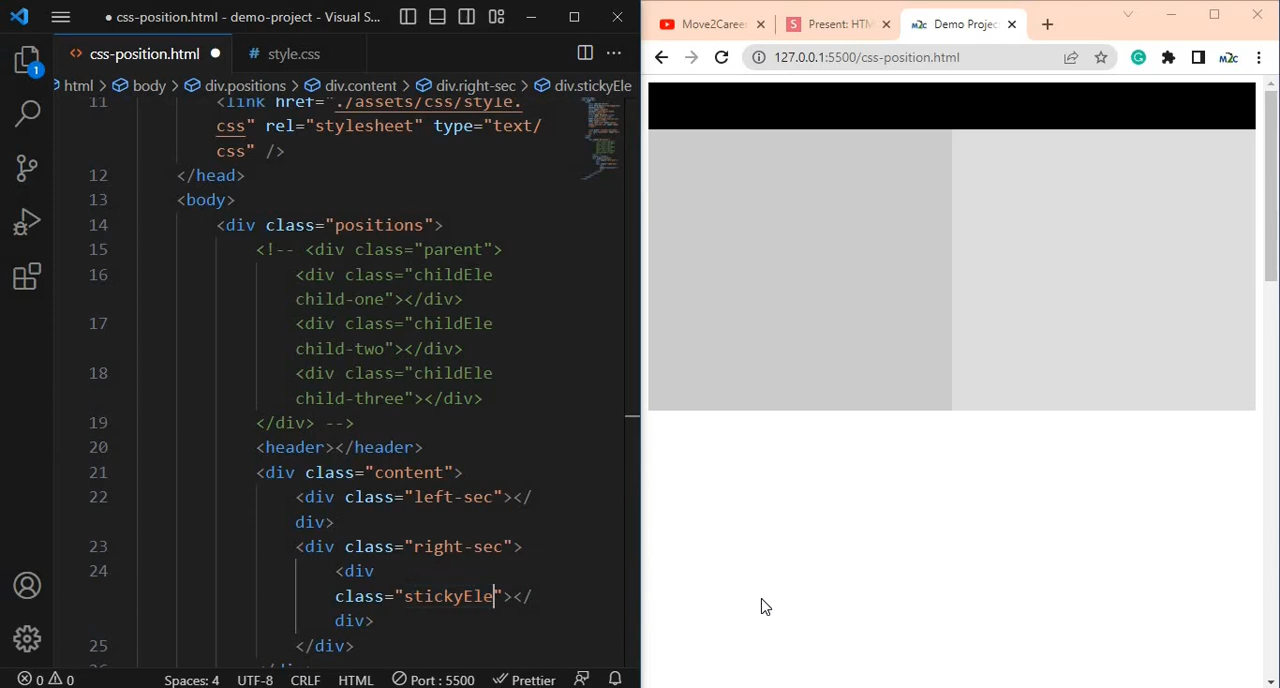 css-position.html - demo-project - Visual S...
Move2Caree
Present: HTM
Demo Projec
css-position.html
# style.css
127.0.0.1:5500/css-position.html
m2c
html > body > div.positions > div.content > div.right-sec > div.stickyEle
1
11 <link href="./assets/css/style.
css" rel="stylesheet" type="text/
css" />
12 </head>
13 <body>
14 <div class="positions">
15 <!-- <div class="parent">
16 <div class="childEle
child-one"></div>
17 <div class="childEle
child-two"></div>
18 <div class="childEle
child-three"></div>
19 </div> -->
20 <header></header>
21 <div class="content">
22 <div class="left-sec"></
div>
23 <div class="right-sec">
24 <div
class="stickyEle"></
div>
25 </div>
0 0 Spaces: 4 UTF-8 CRLF HTML Port : 5500 Prettier